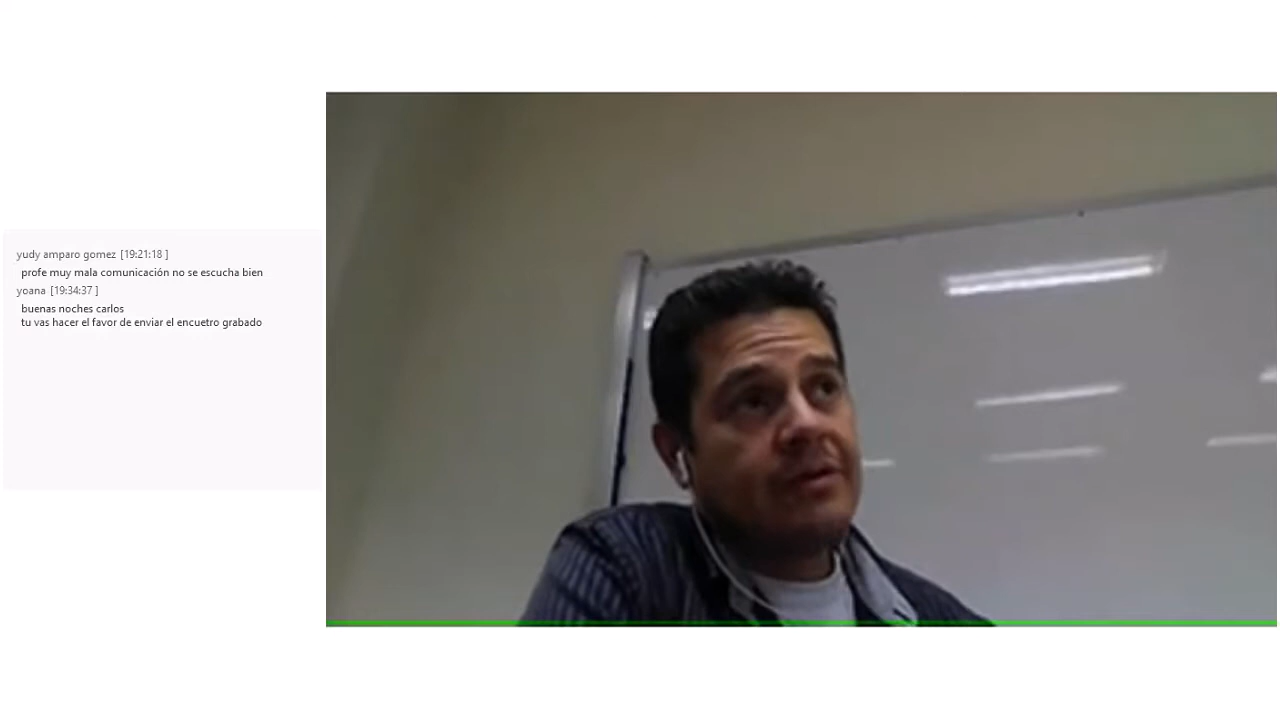 yudy amparo gomez [19:21:18 ]
profe muy mala comunicación no se escucha bien
yoana [19:34:37 ]
buenas noches carlos
tu vas hacer el favor de enviar el encuetro grabado